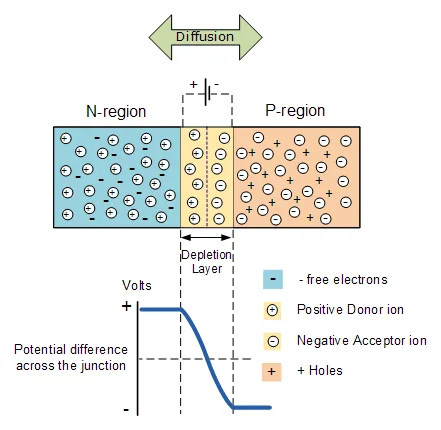 Diffusion
+ -
N-region
P-region
Depletion
Layer
Volts
+
Potential difference
across the junction
-
- - free electrons
+ Positive Donor ion
- Negative Acceptor ion
+ + Holes